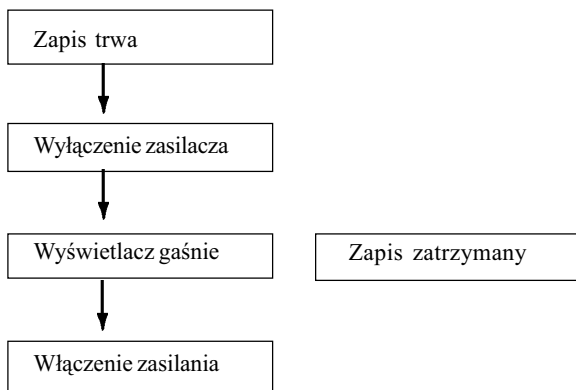 Zapis trwa
Wyłączenie zasilacza
Wyświetlacz gaśnie
Zapis zatrzymany
Włączenie zasilania